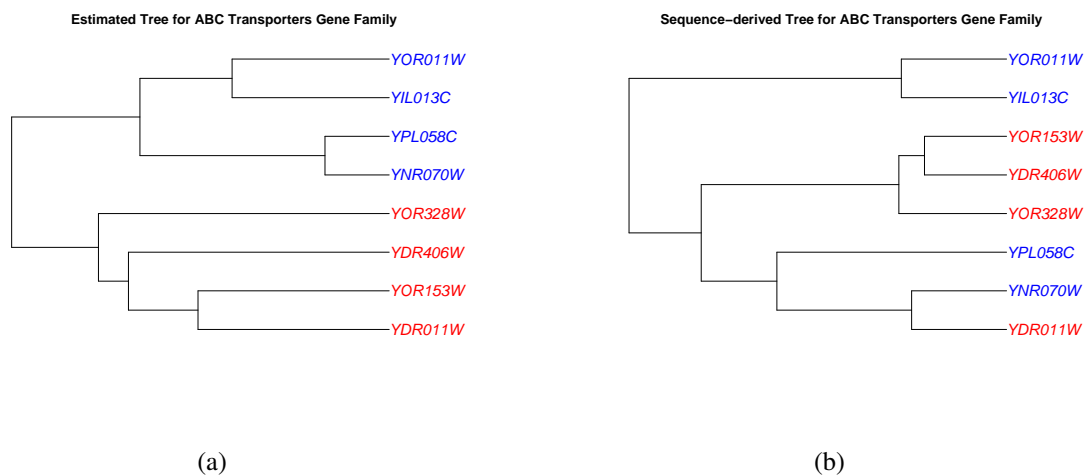 Estimated Tree for ABC Transporters Gene Family
YOR011W
YIL013C
YPL058C
YNR070W
YOR328W
YDR406W
YOR153W
YDR011W
(a)
Sequence−derived Tree for ABC Transporters Gene Family
YOR011W
YIL013C
YOR153W
YDR406W
YOR328W
YPL058C
YNR070W
YDR011W
(b)